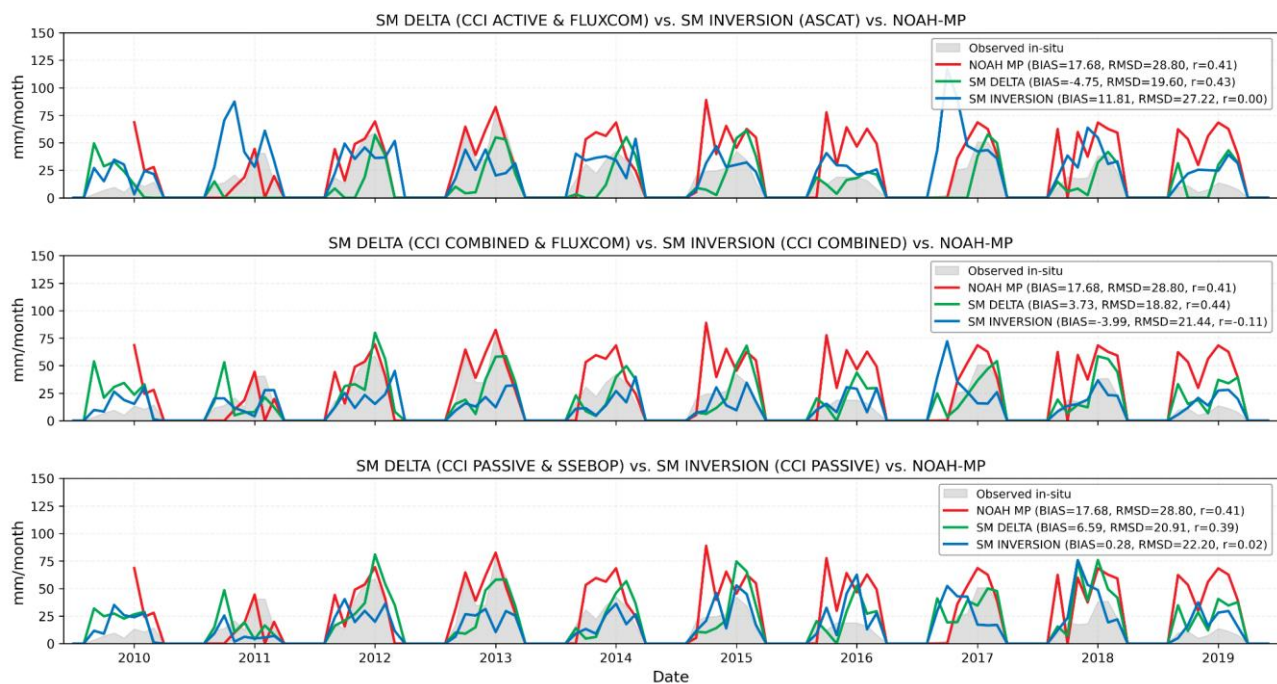 SM DELTA (CCI ACTIVE & FLUXCOM) vs. SM INVERSION (ASCAT) vs. NOAH-MP
150
125
100
75
50
25
0
mm/month
Observed in-situ
NOAH MP (BIAS=17.68, RMSD=28.80, r=0.41)
SM DELTA (BIAS=-4.75, RMSD=19.60, r=0.43)
SM INVERSION (BIAS=11.81, RMSD=27.22, r=0.00)
SM DELTA (CCI COMBINED & FLUXCOM) vs. SM INVERSION (CCI COMBINED) vs. NOAH-MP
150
125
100
75
50
25
0
mm/month
Observed in-situ
NOAH MP (BIAS=17.68, RMSD=28.80, r=0.41)
SM DELTA (BIAS=3.73, RMSD=18.82, r=0.44)
SM INVERSION (BIAS=-3.99, RMSD=21.44, r=-0.11)
SM DELTA (CCI PASSIVE & SSEBOP) vs. SM INVERSION (CCI PASSIVE) vs. NOAH-MP
150
125
100
75
50
25
0
mm/month
Observed in-situ
NOAH MP (BIAS=17.68, RMSD=28.80, r=0.41)
SM DELTA (BIAS=6.59, RMSD=20.91, r=0.39)
SM INVERSION (BIAS=0.28, RMSD=22.20, r=0.02)
2010 2011 2012 2013 2014 2015 2016 2017 2018 2019
Date